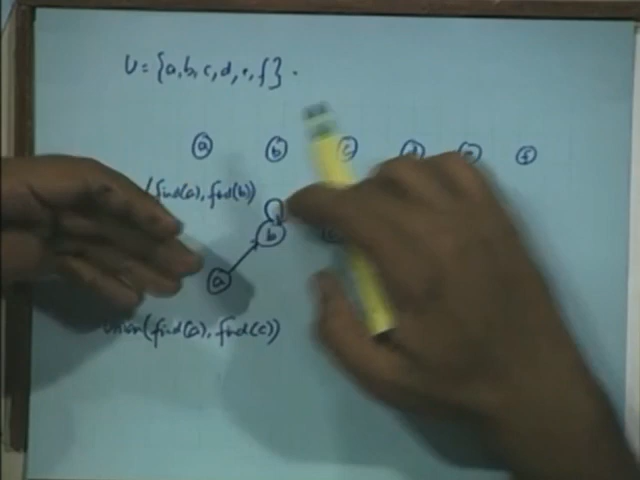 U = {a, b, c, d, e, f} .
a b c d e f
(find(a), find(b))
b
a
Union(find(a), find(c))